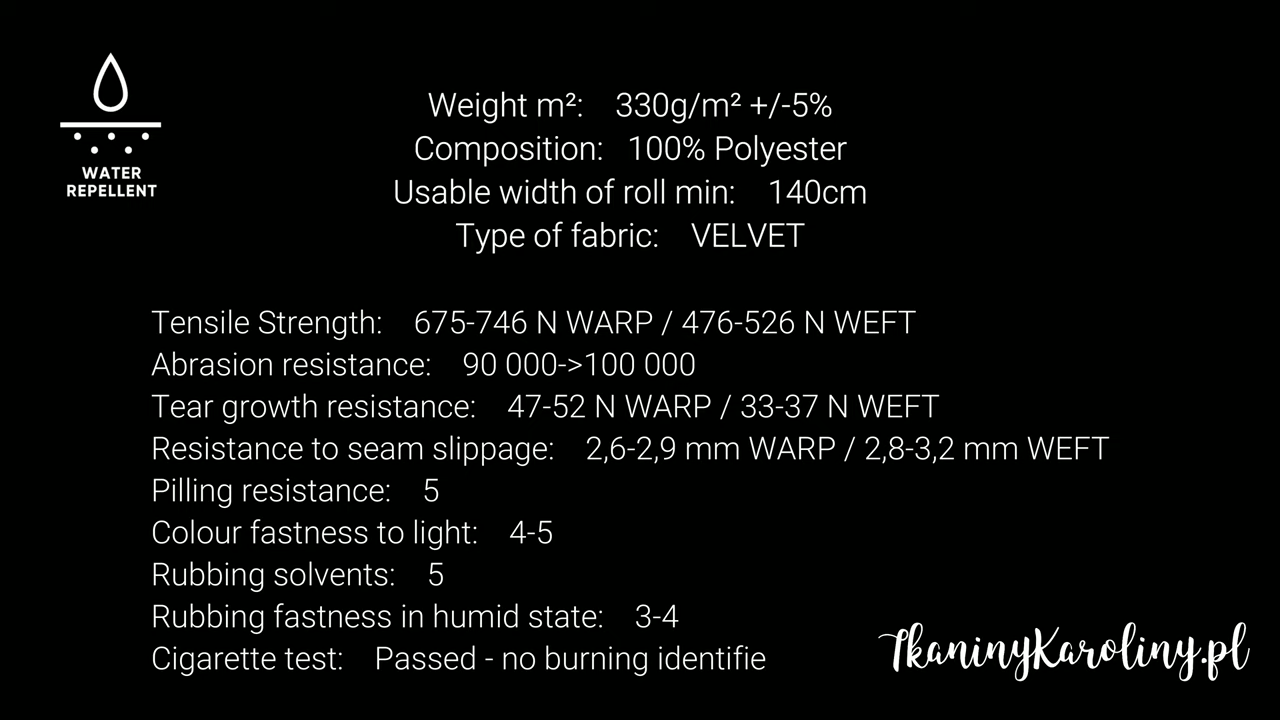 WATER
REPELLENT
Weight m²: 330g/m² +/-5%
Composition: 100% Polyester
Usable width of roll min: 140cm
Type of fabric: VELVET
Tensile Strength: 675-746 N WARP / 476-526 N WEFT
Abrasion resistance: 90 000->100 000
Tear growth resistance: 47-52 N WARP / 33-37 N WEFT
Resistance to seam slippage: 2,6-2,9 mm WARP / 2,8-3,2 mm WEFT
Pilling resistance: 5
Colour fastness to light: 4-5
Rubbing solvents: 5
Rubbing fastness in humid state: 3-4
Cigarette test: Passed - no burning identifie
TkaninyKaroliny.pl